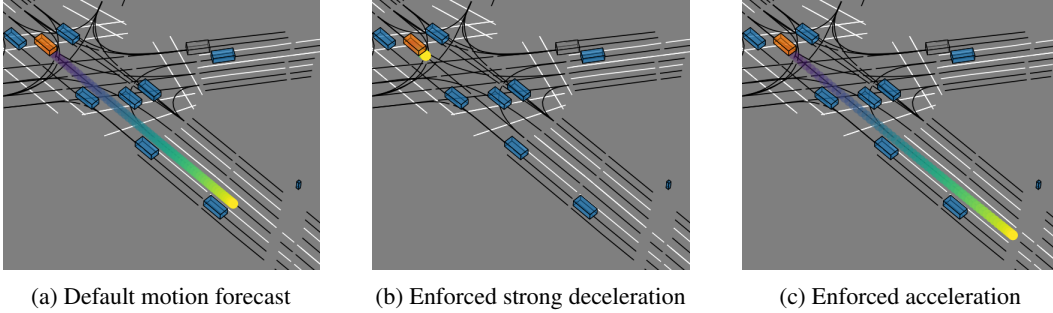 (a) Default motion forecast
(b) Enforced strong deceleration
(c) Enforced acceleration